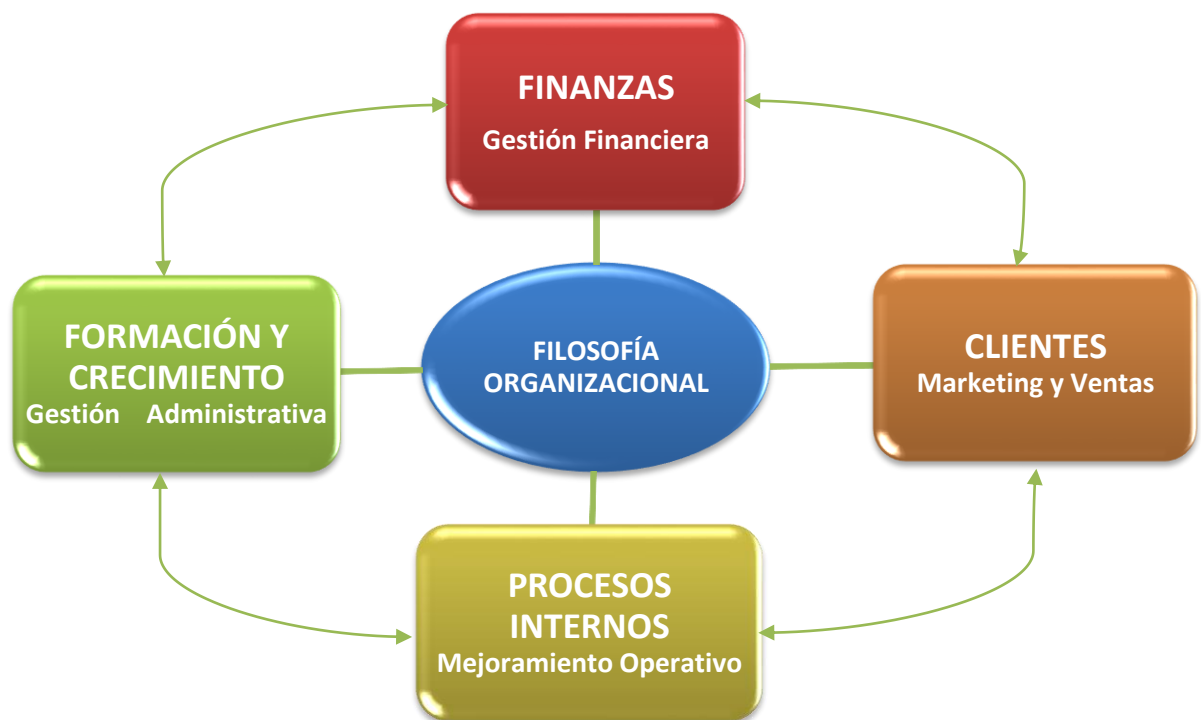 FINANZAS
Gestión Financiera
FORMACIÓN Y
CRECIMIENTO
Gestión Administrativa
FILOSOFÍA
ORGANIZACIONAL
CLIENTES
Marketing y Ventas
PROCESOS
INTERNOS
Mejoramiento Operativo